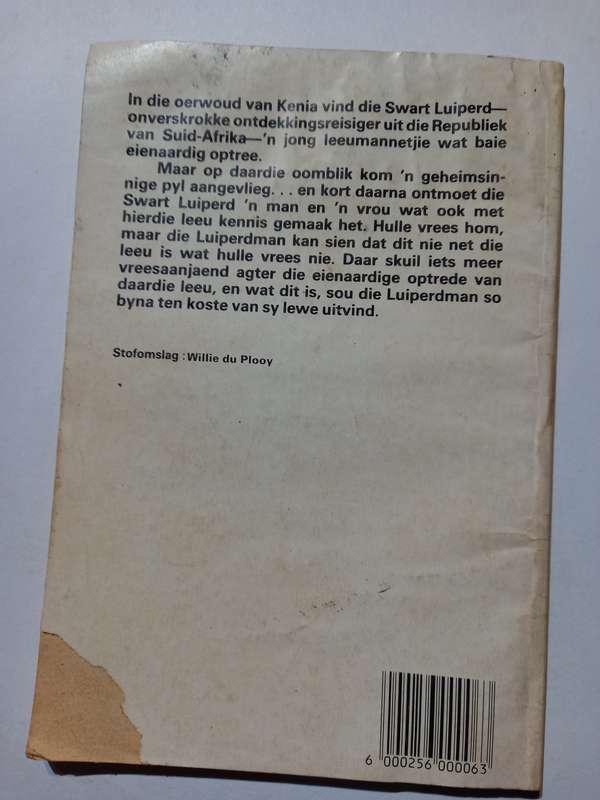 In die oerwoud van Kenia vind die Swart Luiperd—
onverskrokke ontdekkingsreisiger uit die Republiek
van Suid-Afrika—'n jong leeumannetjie wat baie
eienaardig optree.
Maar op daardie oomblik kom 'n geheimsin-
nige pyl aangevlieg. . . en kort daarna ontmoet die
Swart Luiperd 'n man en 'n vrou wat ook met
hierdie leeu kennis gemaak het. Hulle vrees hom,
maar die Luiperdman kan sien dat dit nie net die
leeu is wat hulle vrees nie. Daar skuil iets meer
vreesaanjaend agter die eienaardige optrede van
daardie leeu, en wat dit is, sou die Luiperdman so
byna ten koste van sy lewe uitvind.
Stofomslag : Willie du Plooy
6 000256 000063